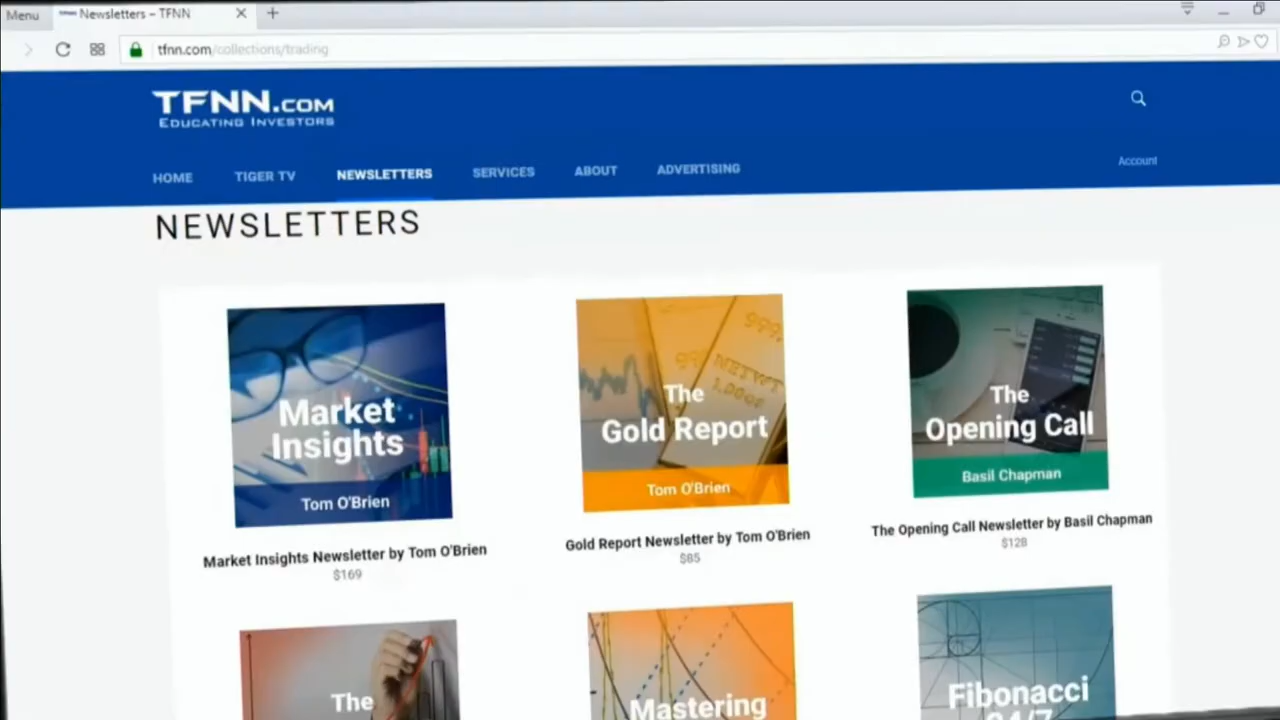 Menu
Newsletters – TFNN
tfnn.com/collections/trading
TFNN.COM
EDUCATING INVESTORS
HOME TIGER TV NEWSLETTERS SERVICES ABOUT ADVERTISING Account
NEWSLETTERS
Market
Insights
Tom O'Brien
Market Insights Newsletter by Tom O'Brien
$169
The
Gold Report
Tom O'Brien
Gold Report Newsletter by Tom O'Brien
$85
The
Opening Call
Basil Chapman
The Opening Call Newsletter by Basil Chapman
$128
The
Mastering
Fibonacci
24/7